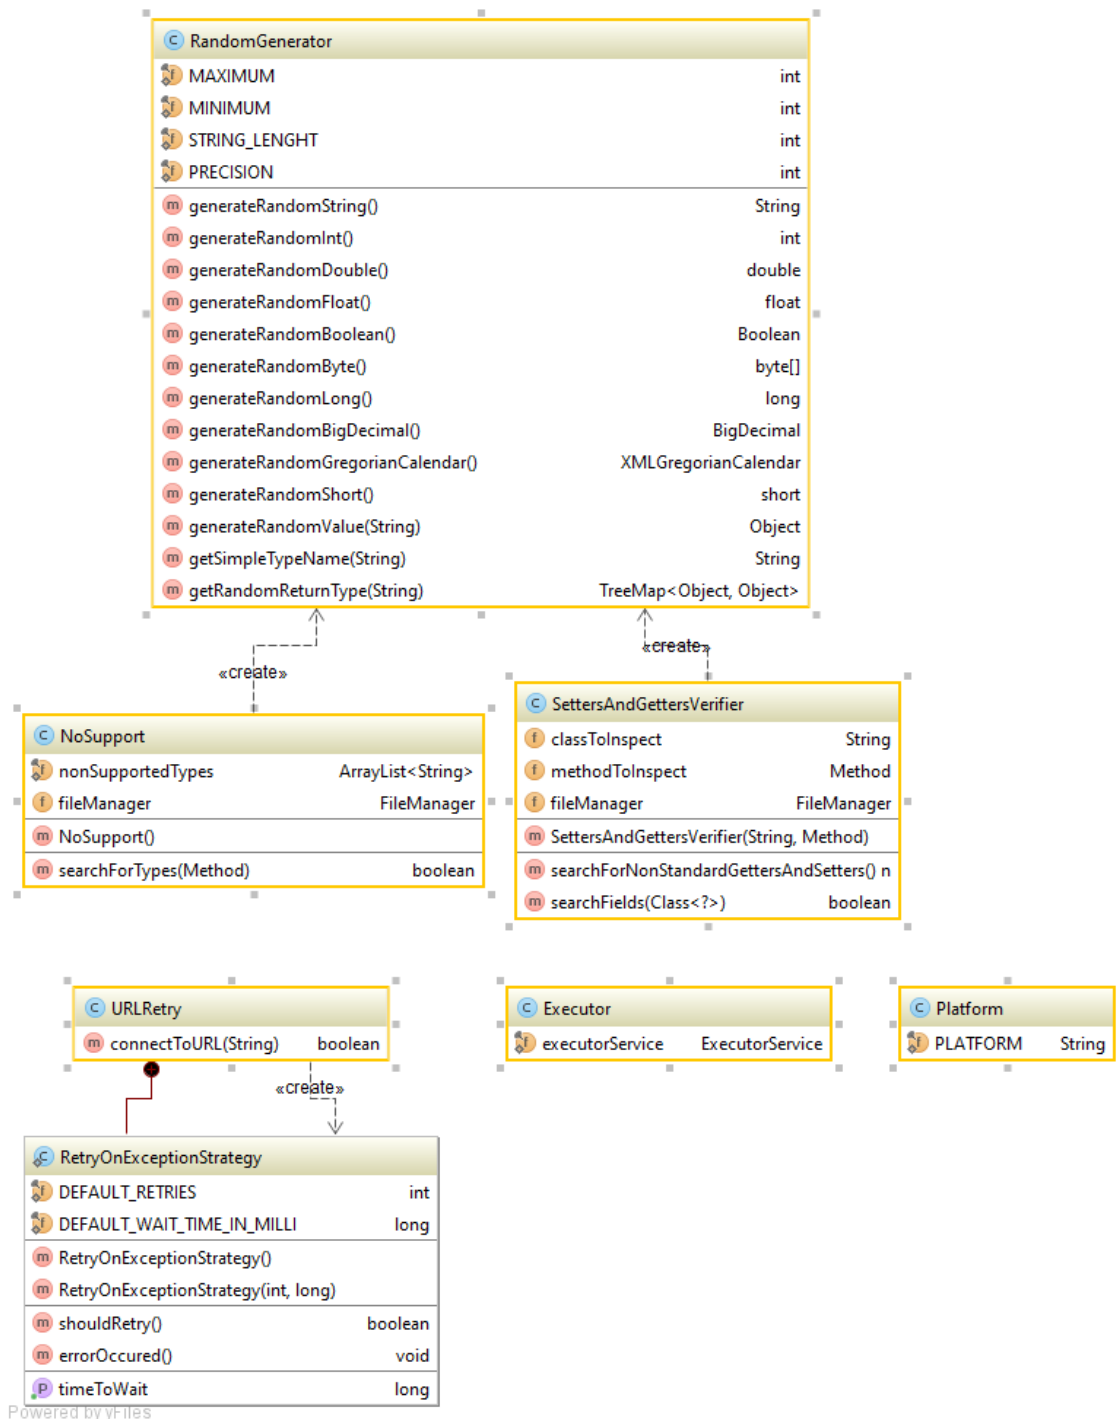 C RandomGenerator
f MAXIMUM int
f MINIMUM int
f STRING_LENGHT int
f PRECISION int
m generateRandomString() String
m generateRandomInt() int
m generateRandomDouble() double
m generateRandomFloat() float
m generateRandomBoolean() Boolean
m generateRandomByte() byte[]
m generateRandomLong() long
m generateRandomBigDecimal() BigDecimal
m generateRandomGregorianCalendar() XMLGregorianCalendar
m generateRandomShort() short
m generateRandomValue(String) Object
m getSimpleTypeName(String) String
m getRandomReturnType(String) TreeMap<Object, Object>
«create»
«create»
C NoSupport
f nonSupportedTypes ArrayList<String>
f fileManager FileManager
m NoSupport()
m searchForTypes(Method) boolean
C SettersAndGettersVerifier
f classToInspect String
f methodToInspect Method
f fileManager FileManager
m SettersAndGettersVerifier(String, Method)
m searchForNonStandardGettersAndSetters() n
m searchFields(Class<?>) boolean
C URLRetry
m connectToURL(String) boolean
C Executor
f executorService ExecutorService
C Platform
f PLATFORM String
«create»
C RetryOnExceptionStrategy
f DEFAULT_RETRIES int
f DEFAULT_WAIT_TIME_IN_MILLI long
m RetryOnExceptionStrategy()
m RetryOnExceptionStrategy(int, long)
m shouldRetry() boolean
m errorOccured() void
P timeToWait long
Powered by yFiles